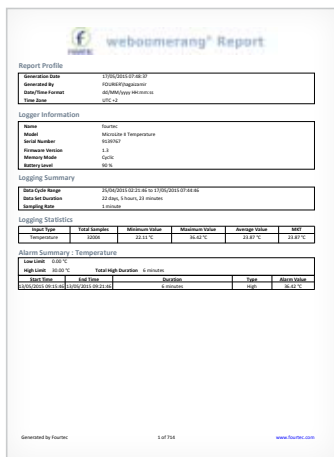 fourtec
weboomerang® Report
Report Profile
Generation Date 17/05/2015 07:48:37
Generated By FOURIER\tagaizamer
Date/Time Format dd/MM/yyyy HH:mm:ss
Time Zone UTC +2
Logger Information
Name fourtec
Model MicroLite II Temperature
Serial Number 9139767
Firmware Version 1.3
Memory Mode Cyclic
Battery Level 90 %
Logging Summary
Data Cycle Range 25/04/2015 02:21:46 to 17/05/2015 07:44:46
Data Set Duration 22 days, 5 hours, 23 minutes
Sampling Rate 1 minute
Logging Statistics
Input Type Total Samples Minimum Value Maximum Value Average Value MKT
Temperature 32004 22.11 °C 36.42 °C 23.87 °C 23.87 °C
Alarm Summary : Temperature
Low Limit 0.00 °C
High Limit 30.00 °C Total High Duration 6 minutes
Start Time End Time Duration Type Alarm Value
13/05/2015 09:15:46 13/05/2015 09:21:46 6 minutes High 36.42 °C
Generated by Fourtec 1 of 714 www.fourtec.com